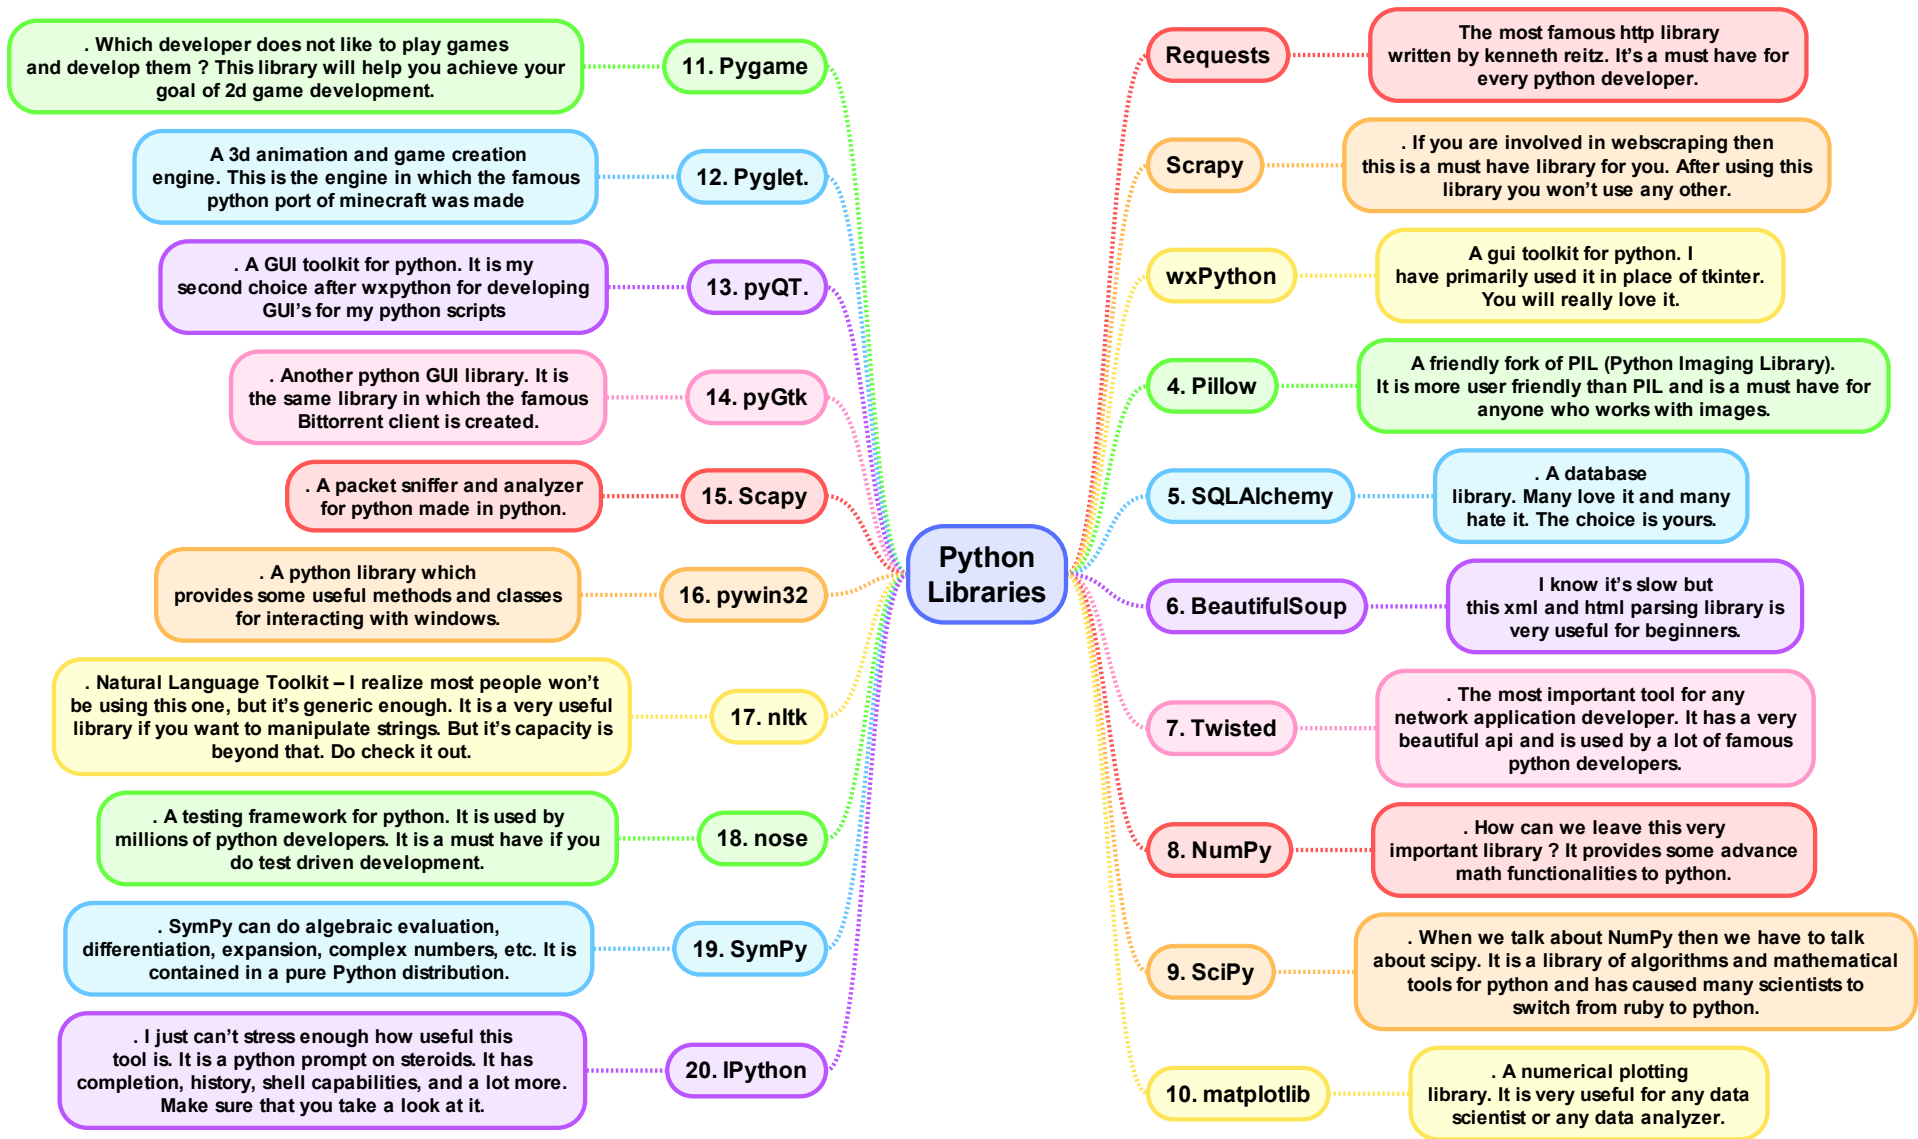 Python
Libraries
Requests
The most famous http library
written by kenneth reitz. It’s a must have for
every python developer.
Scrapy
. If you are involved in webscraping then
this is a must have library for you. After using this
library you won’t use any other.
wxPython
A gui toolkit for python. I
have primarily used it in place of tkinter.
You will really love it.
4. Pillow
A friendly fork of PIL (Python Imaging Library).
It is more user friendly than PIL and is a must have for
anyone who works with images.
5. SQLAlchemy
. A database
library. Many love it and many
hate it. The choice is yours.
6. BeautifulSoup
I know it’s slow but
this xml and html parsing library is
very useful for beginners.
7. Twisted
. The most important tool for any
network application developer. It has a very
beautiful api and is used by a lot of famous
python developers.
8. NumPy
. How can we leave this very
important library ? It provides some advance
math functionalities to python.
9. SciPy
. When we talk about NumPy then we have to talk
about scipy. It is a library of algorithms and mathematical
tools for python and has caused many scientists to
switch from ruby to python.
10. matplotlib
. A numerical plotting
library. It is very useful for any data
scientist or any data analyzer.
11. Pygame
. Which developer does not like to play games
and develop them ? This library will help you achieve your
goal of 2d game development.
12. Pyglet.
A 3d animation and game creation
engine. This is the engine in which the famous
python port of minecraft was made
13. pyQT.
. A GUI toolkit for python. It is my
second choice after wxpython for developing
GUI’s for my python scripts
14. pyGtk
. Another python GUI library. It is
the same library in which the famous
Bittorrent client is created.
15. Scapy
. A packet sniffer and analyzer
for python made in python.
16. pywin32
. A python library which
provides some useful methods and classes
for interacting with windows.
17. nltk
. Natural Language Toolkit – I realize most people won’t
be using this one, but it’s generic enough. It is a very useful
library if you want to manipulate strings. But it’s capacity is
beyond that. Do check it out.
18. nose
. A testing framework for python. It is used by
millions of python developers. It is a must have if you
do test driven development.
19. SymPy
. SymPy can do algebraic evaluation,
differentiation, expansion, complex numbers, etc. It is
contained in a pure Python distribution.
20. IPython
. I just can’t stress enough how useful this
tool is. It is a python prompt on steroids. It has
completion, history, shell capabilities, and a lot more.
Make sure that you take a look at it.